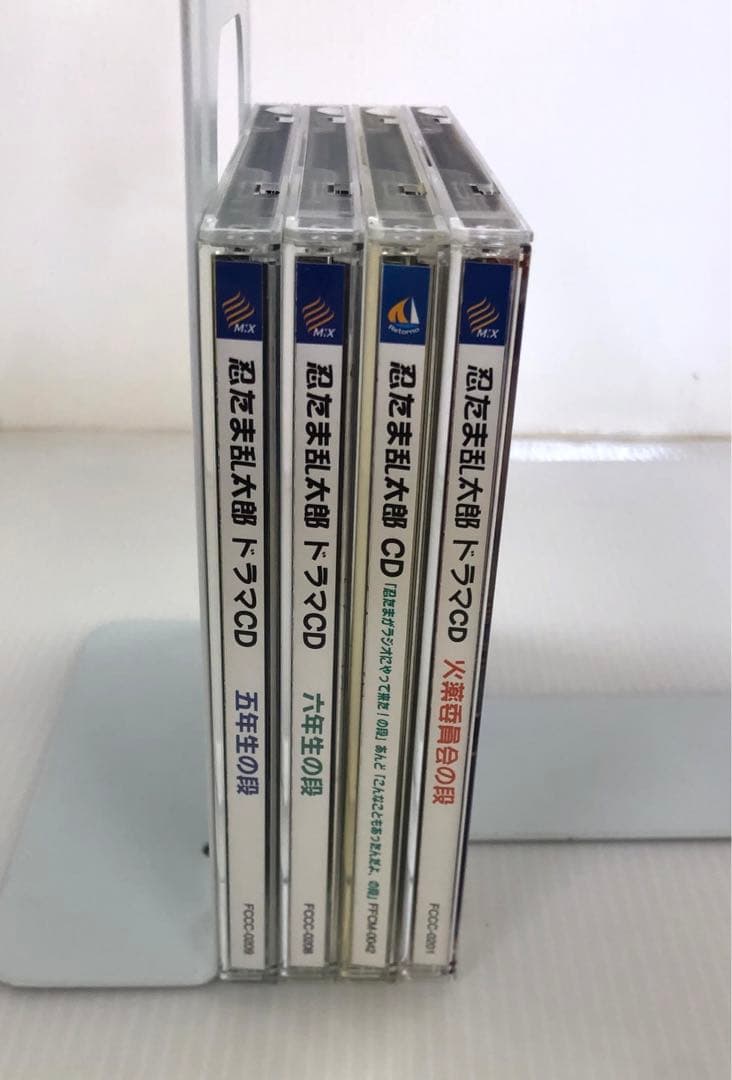 M:X
忍たま乱太郎 ドラマCD 五年生の段 FCCC-0209
M:X
忍たま乱太郎 ドラマCD 六年生の段 FCCC-0208
Retomo
忍たま乱太郎 CD 「忍たまがラジオにやって来た!の段」あんど「こんなこともあったんだよ、の段」 FFCM-0042
M:X
忍たま乱太郎 ドラマCD 火薬委員会の段 FCCC-0201